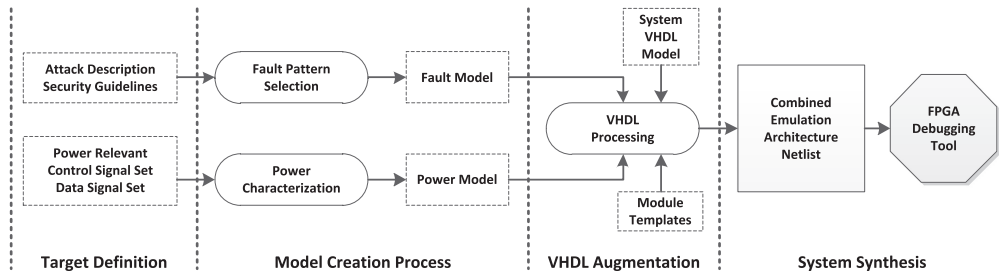 Attack Description
Security Guidelines
Fault Pattern
Selection
Fault Model
System
VHDL
Model
VHDL
Processing
Combined
Emulation
Architecture
Netlist
FPGA
Debugging
Tool
Power Relevant
Control Signal Set
Data Signal Set
Power
Characterization
Power Model
Module
Templates
Target Definition
Model Creation Process
VHDL Augmentation
System Synthesis